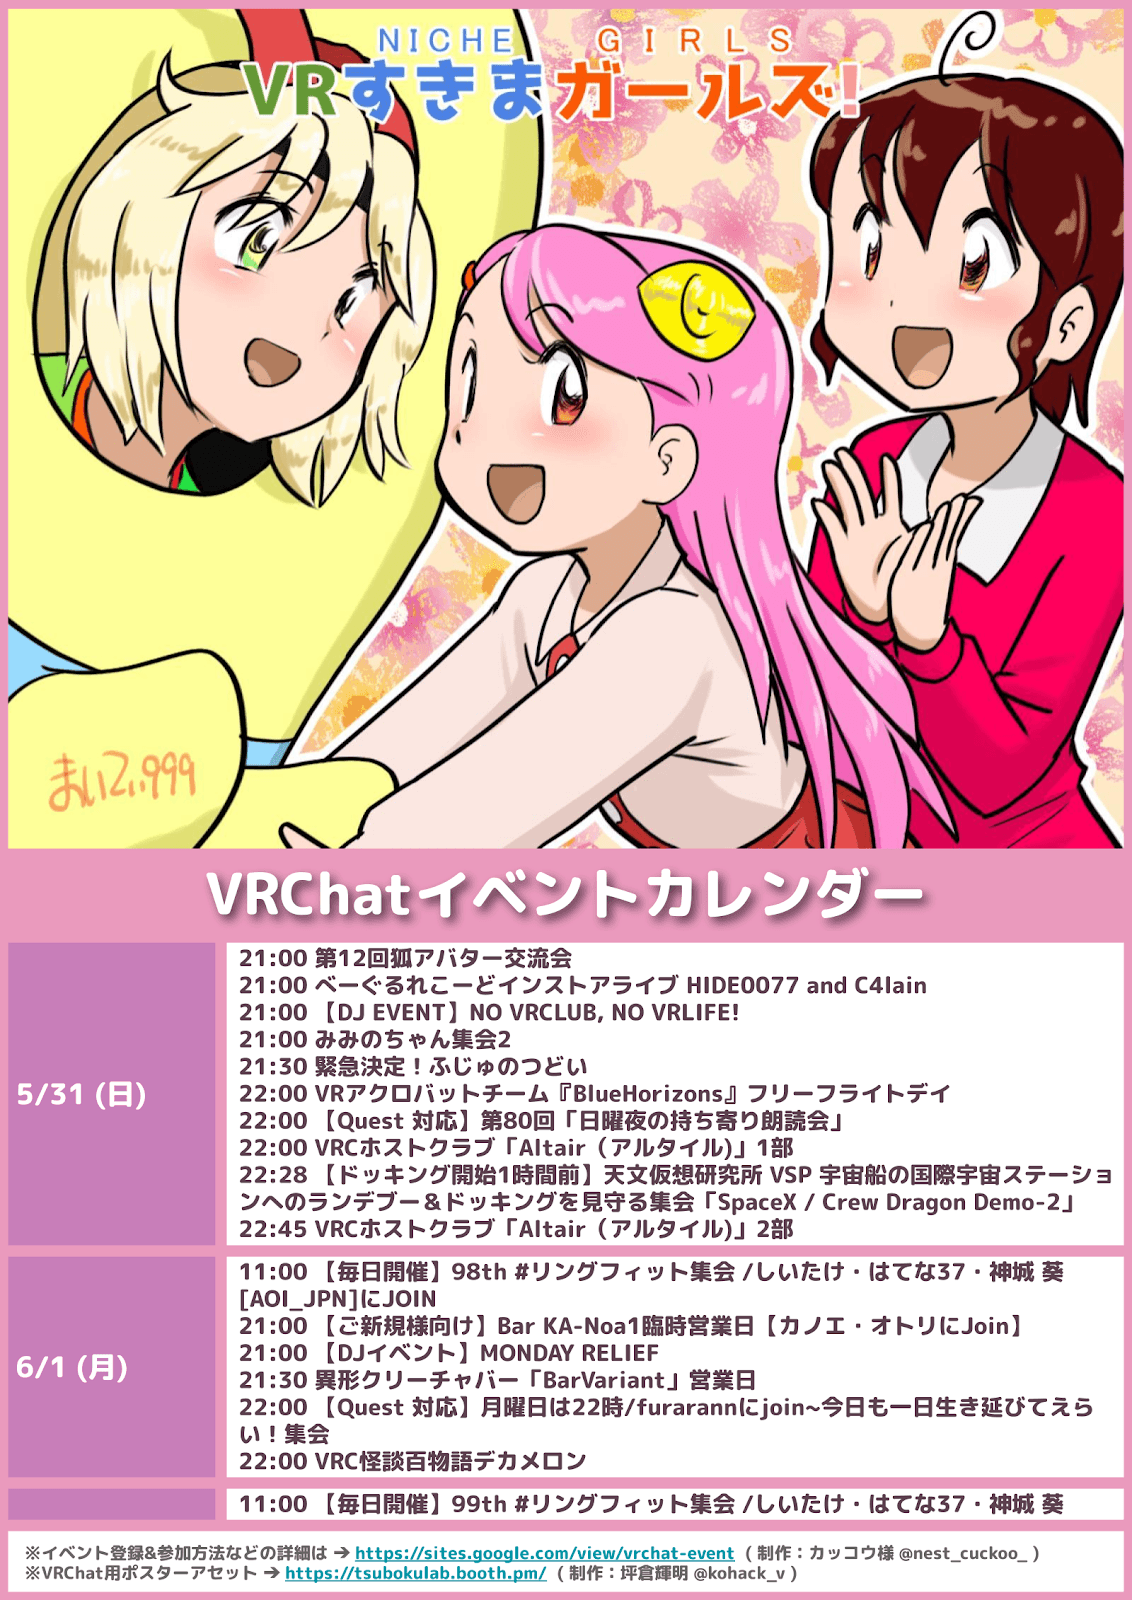 NICHE GIRLS
VRすきまガールズ!
まいてぃ999
VRChatイベントカレンダー
5/31 (日)
21:00 第12回狐アバター交流会
21:00 べーぐるれこーどインストアライブ HIDE0077 and C4lain
21:00 【DJ EVENT】NO VRCLUB, NO VRLIFE!
21:00 みみのちゃん集会2
21:30 緊急決定！ふじゅのつどい
22:00 VRアクロバットチーム『BlueHorizons』フリーフライトデイ
22:00 【Quest 対応】第80回「日曜夜の持ち寄り朗読会」
22:00 VRCホストクラブ「Altair（アルタイル)」1部
22:28 【ドッキング開始1時間前】天文仮想研究所 VSP 宇宙船の国際宇宙ステーショ
ンへのランデブー＆ドッキングを見守る集会「SpaceX / Crew Dragon Demo-2」
22:45 VRCホストクラブ「Altair（アルタイル)」2部
6/1 (月)
11:00 【毎日開催】98th #リングフィット集会 /しいたけ・はてな37・神城 葵
[AOI_JPN]にJOIN
21:00 【ご新規様向け】Bar KA-Noa1臨時営業日【カノエ・オトリにJoin】
21:00 【DJイベント】MONDAY RELIEF
21:30 異形クリーチャバー「BarVariant」営業日
22:00 【Quest 対応】月曜日は22時/furarannにjoin~今日も一日生き延びてえら
い！集会
22:00 VRC怪談百物語デカメロン
11:00 【毎日開催】99th #リングフィット集会 /しいたけ・はてな37・神城 葵
※イベント登録&参加方法などの詳細は ➔ https://sites.google.com/view/vrchat-event ( 制作：カッコウ様 @nest_cuckoo_ )
※VRChat用ポスターアセット ➔ https://tsubokulab.booth.pm/ ( 制作：坪倉輝明 @kohack_v )